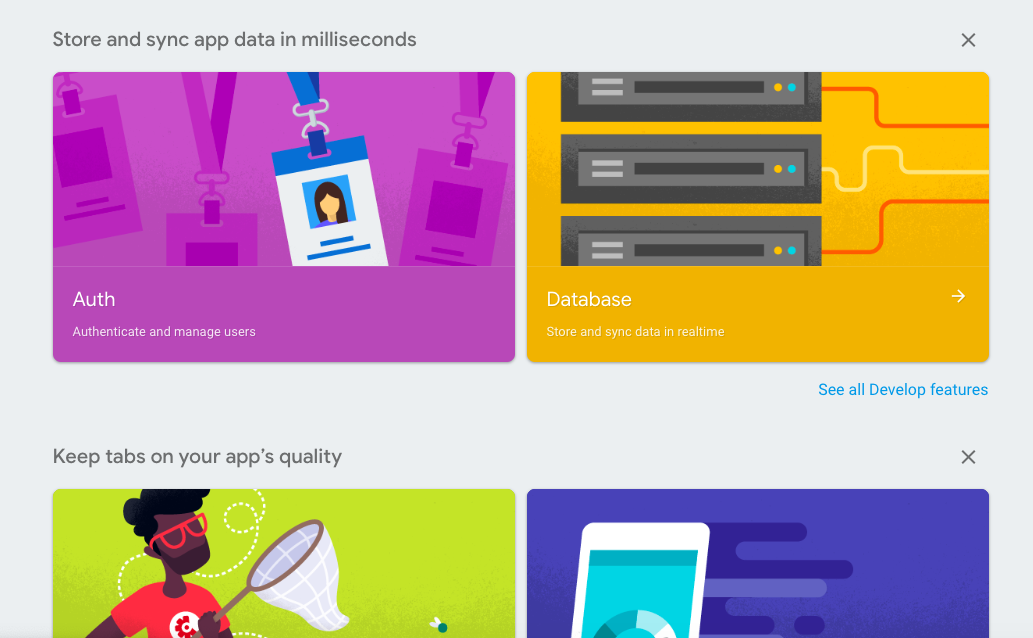 Store and sync app data in milliseconds
Auth
Authenticate and manage users
Database
Store and sync data in realtime
See all Develop features
Keep tabs on your app's quality